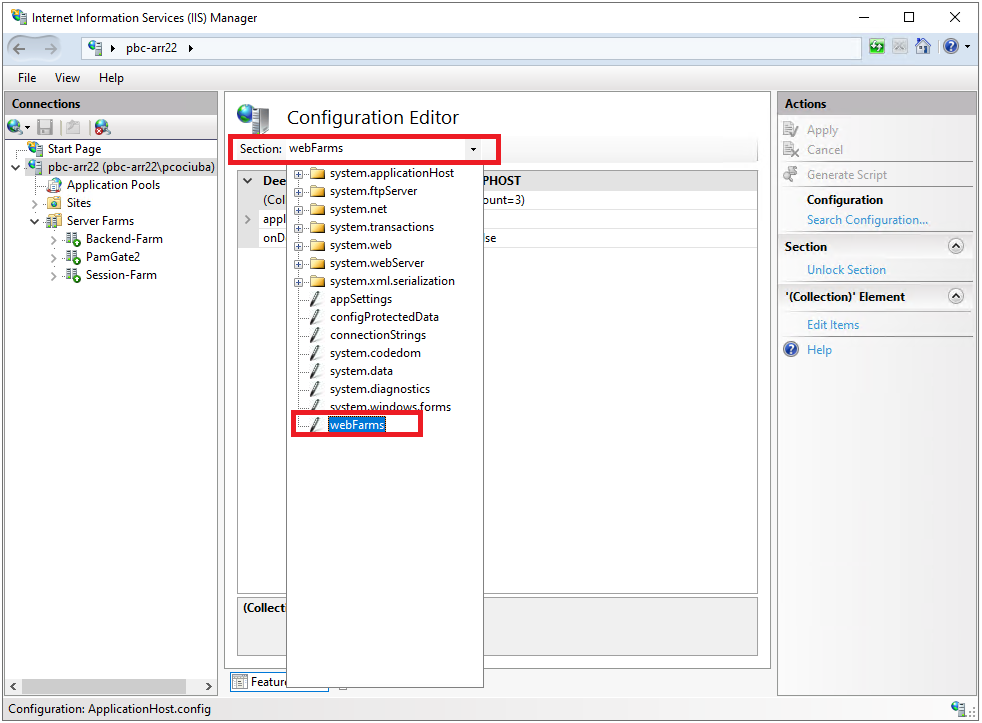 Internet Information Services (IIS) Manager
pbc-arr22
File View Help
Connections
Start Page
pbc-arr22 (pbc-arr22\pcociuba)
Application Pools
Sites
Server Farms
Backend-Farm
PamGate2
Session-Farm
Configuration Editor
Section: webFarms
Dee
PHOST
(Col
ount=3)
appl
onD
lse
system.applicationHost
system.ftpServer
system.net
system.transactions
system.web
system.webServer
system.xml.serialization
appSettings
configProtectedData
connectionStrings
system.codedom
system.data
system.diagnostics
system.windows.forms
webFarms
(Collect
Feature
Actions
Apply
Cancel
Generate Script
Configuration
Search Configuration...
Section
Unlock Section
'(Collection)' Element
Edit Items
Help
Configuration: ApplicationHost.config